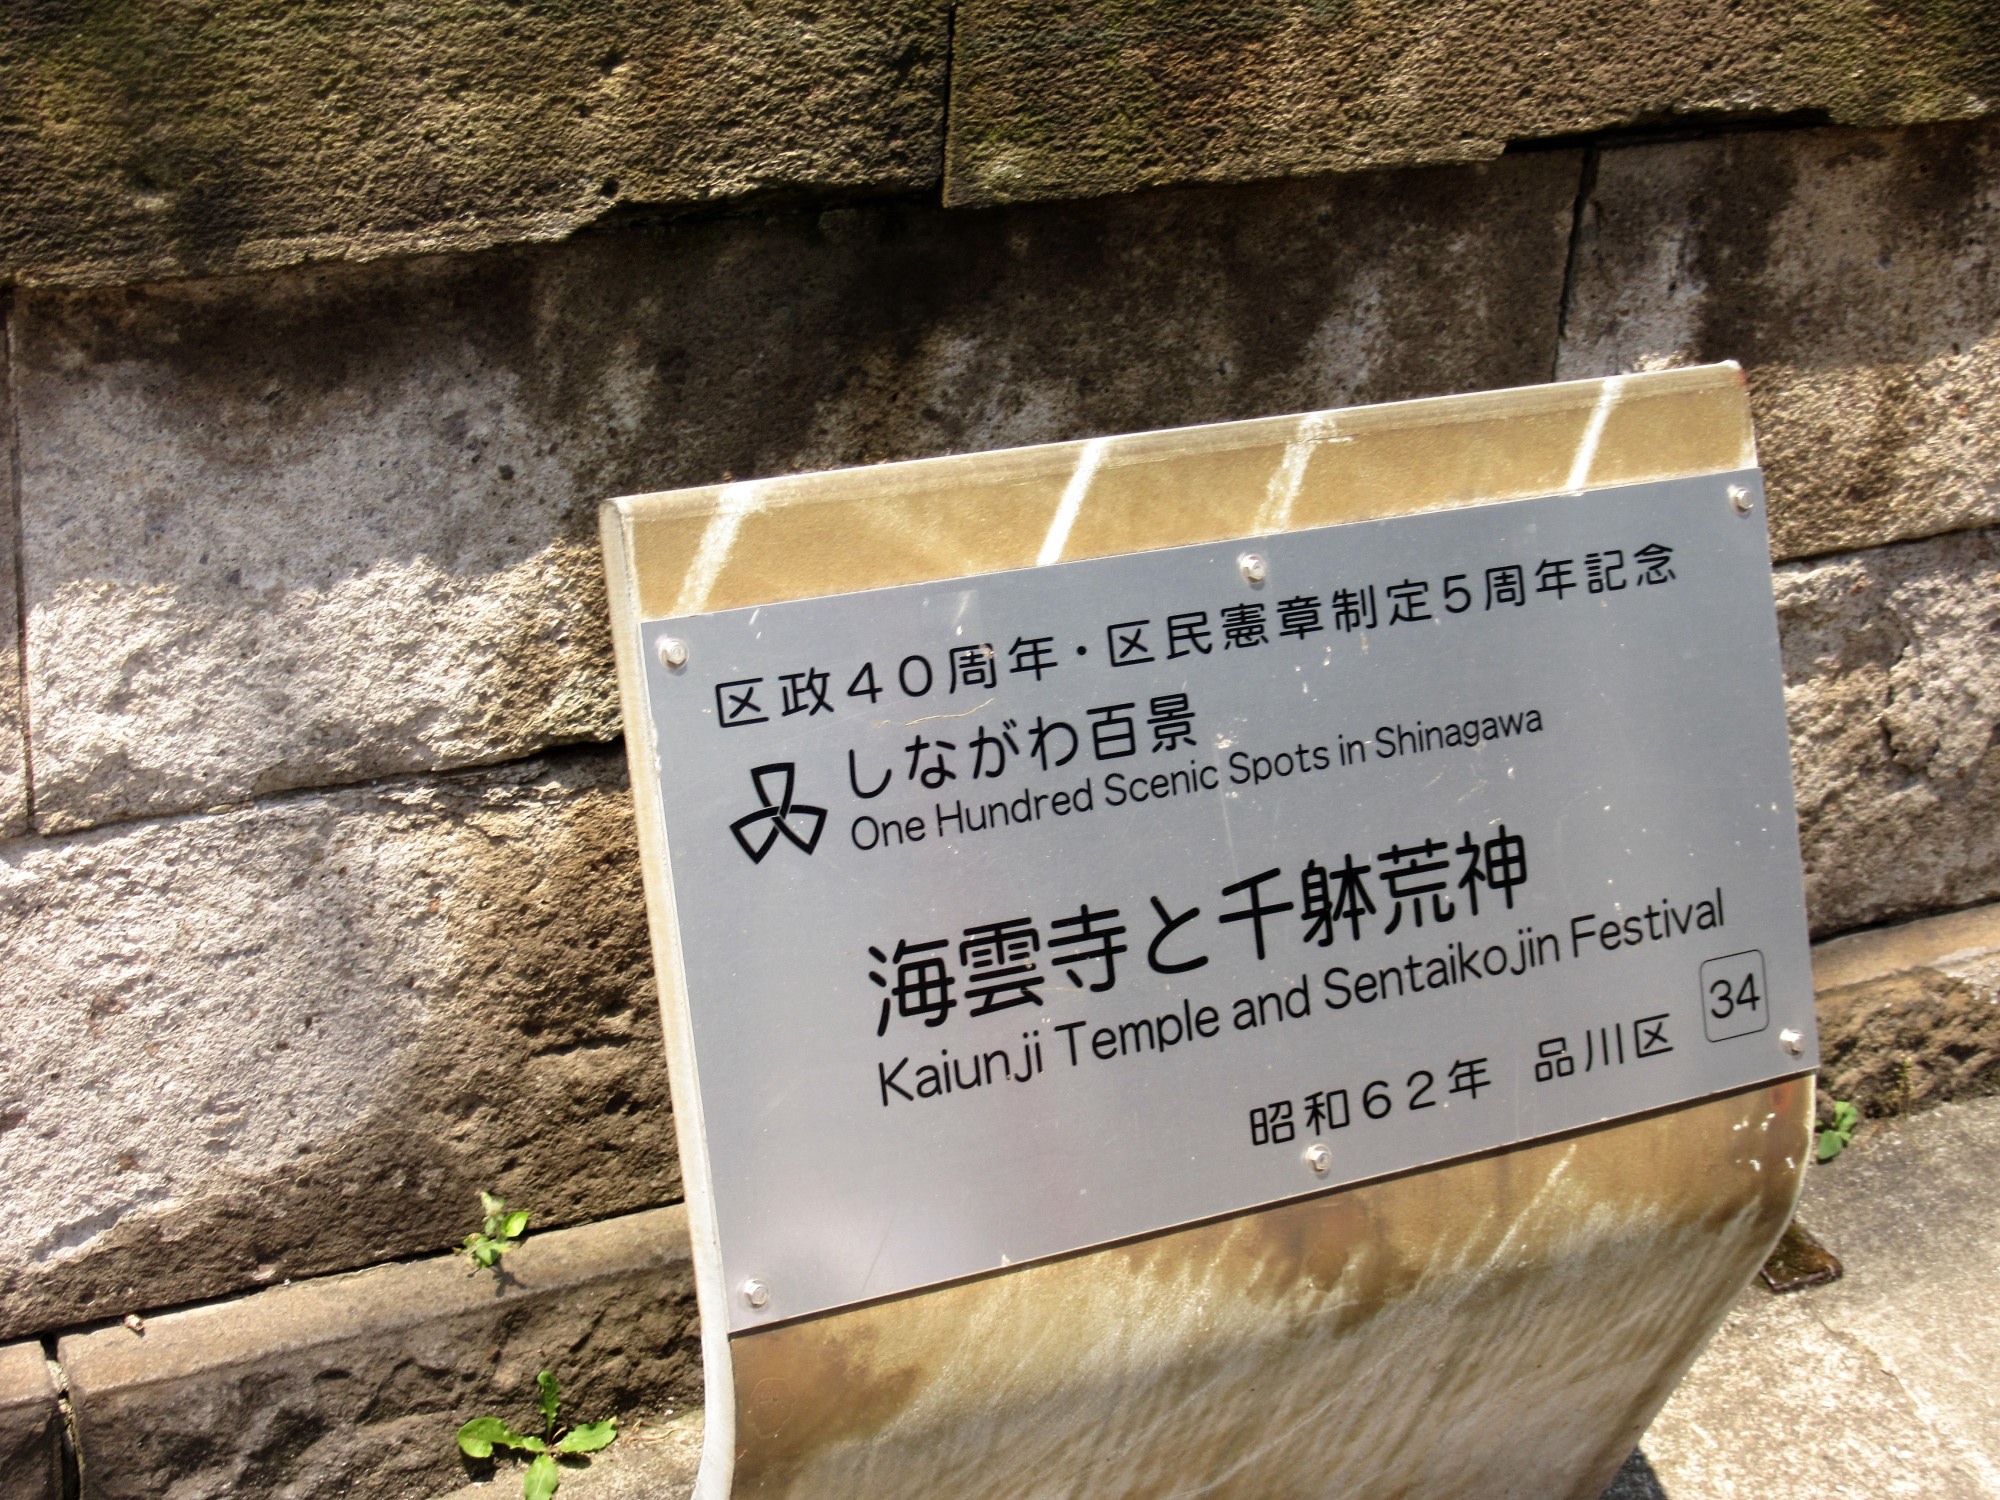 区政４０周年・区民憲章制定５周年記念
しながわ百景
One Hundred Scenic Spots in Shinagawa
海雲寺と千躰荒神
Kaiunji Temple and Sentaikojin Festival
34
昭和６２年　品川区